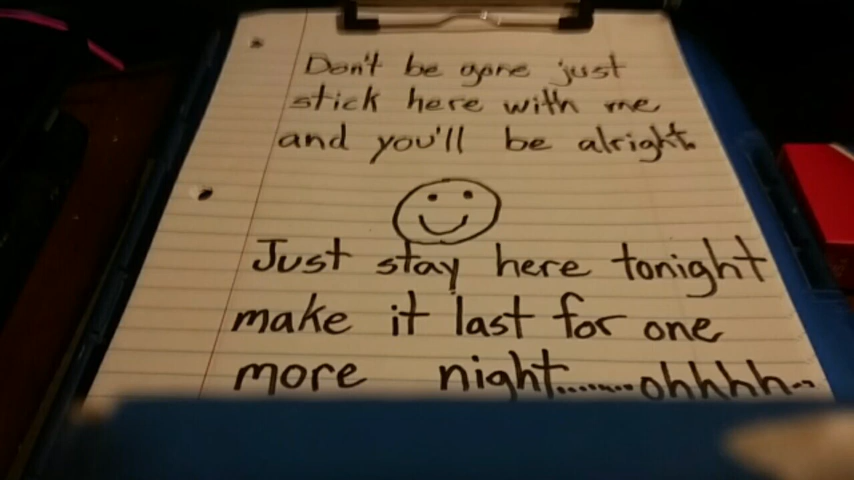 Don't be gone just
stick here with me
and you'll be alright.
Just stay here tonight
make it last for one
more night.......ohhhh..